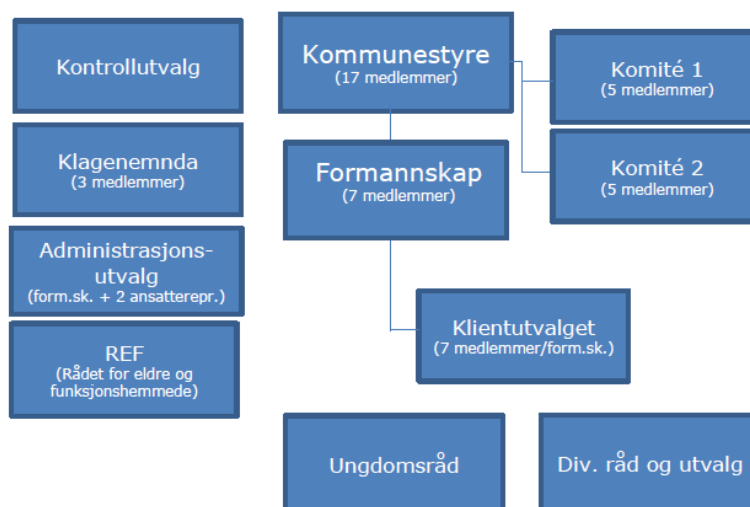 Kontrollutvalg
Klagenemnda
(3 medlemmer)
Administrasjons-
utvalg
(form.sk. + 2 ansatterepr.)
REF
(Rådet for eldre og
funksjonshemmede)
Kommunestyre
(17 medlemmer)
Formannskap
(7 medlemmer)
Klientutvalget
(7 medlemmer/form.sk.)
Komité 1
(5 medlemmer)
Komité 2
(5 medlemmer)
Ungdomsråd
Div. råd og utvalg